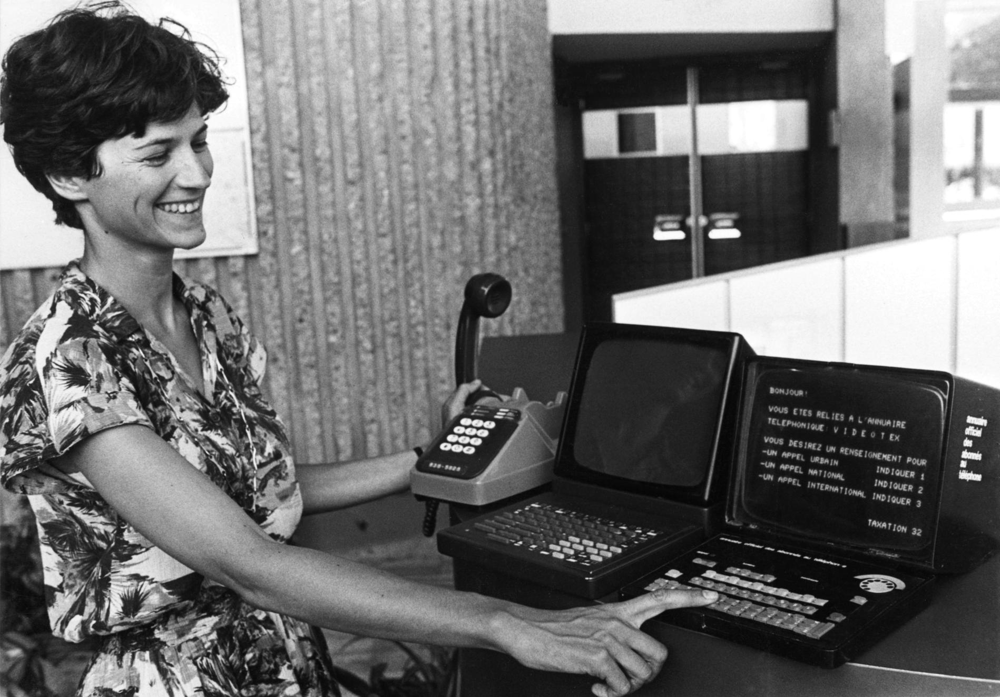 BONJOUR!
VOUS ETES RELIES A L'ANNUAIRE
TELEPHONIQUE: V I D E O T E X
VOUS DESIREZ UN RENSEIGNEMENT POUR
-UN APPEL URBAIN INDIQUER 1
-UN APPEL NATIONAL INDIQUER 2
-UN APPEL INTERNATIONAL INDIQUER 3
TAXATION 32
annuaire
officiel
des
abonnés
au
téléphone
annuaire officiel des abonnés au téléphone